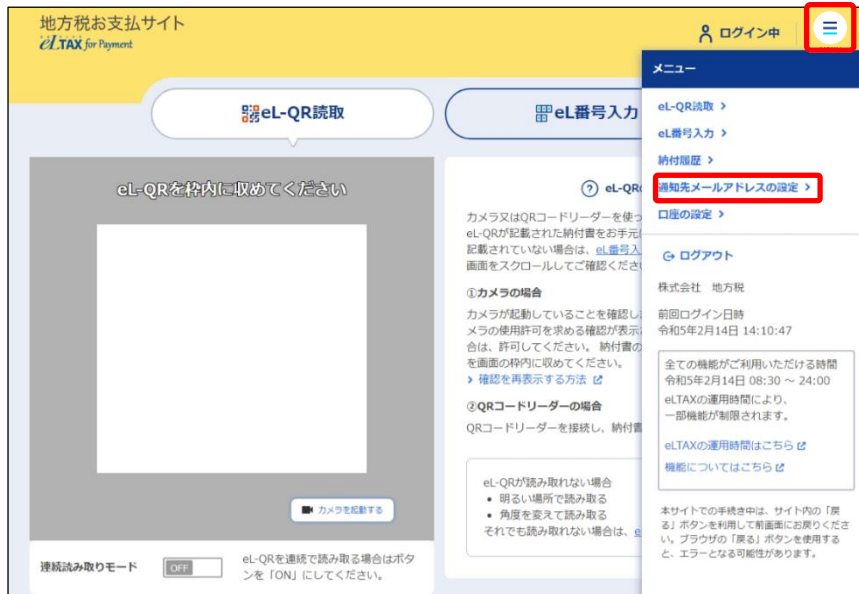 地方税お支払サイト
eLTAX for Payment
ログイン中
メニュー
eL-QR読取
eL番号入力
納付履歴
通知先メールアドレスの設定
口座の設定
ログアウト
株式会社 地方税
前回ログイン日時
令和5年2月14日 14:10:47
全ての機能がご利用いただける時間
令和5年2月14日 08:30 ～ 24:00
eLTAXの運用時間により、
一部機能が制限されます。
eLTAXの運用時間はこちら
機能についてはこちら
本サイトでの手続き中は、サイト内の「戻
る」ボタンを利用して前画面にお戻りくださ
い。ブラウザの「戻る」ボタンを使用する
と、エラーとなる可能性があります。
eL-QR読取
eL番号入力
eL-QRを枠内に収めてください
カメラを起動する
連続読み取りモード
OFF
eL-QRを連続で読み取る場合はボタ
ンを「ON」にしてください。
? eL-QR
カメラ又はQRコードリーダーを使っ
eL-QRが記載された納付書をお手元
記載されていない場合は、eL番号入
画面をスクロールしてご確認くださ
①カメラの場合
カメラが起動していることを確認し
メラの使用許可を求める確認が表示
合は、許可してください。 納付書の
を画面の枠内に収めてください。
確認を再表示する方法
②QRコードリーダーの場合
QRコードリーダーを接続し、納付書
eL-QRが読み取れない場合
• 明るい場所で読み取る
• 角度を変えて読み取る
それでも読み取れない場合は、